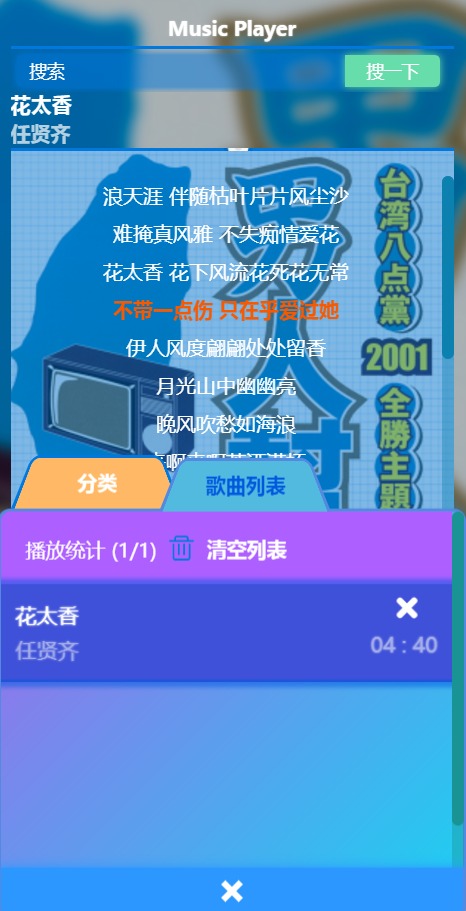 Music Player
搜索 搜一下
花太香
任贤齐
浪天涯 伴随枯叶片片风尘沙
难掩真风雅 不失痴情爱花
花太香 花下风流花死花无常
不带一点伤 只在乎爱过她
伊人风度翩翩处处留香
月光山中幽幽亮
晚风吹愁如海浪
台湾八点黨
2001
全勝主題
分类 歌曲列表
播放统计 (1/1) 清空列表
花太香
任贤齐 04 : 40